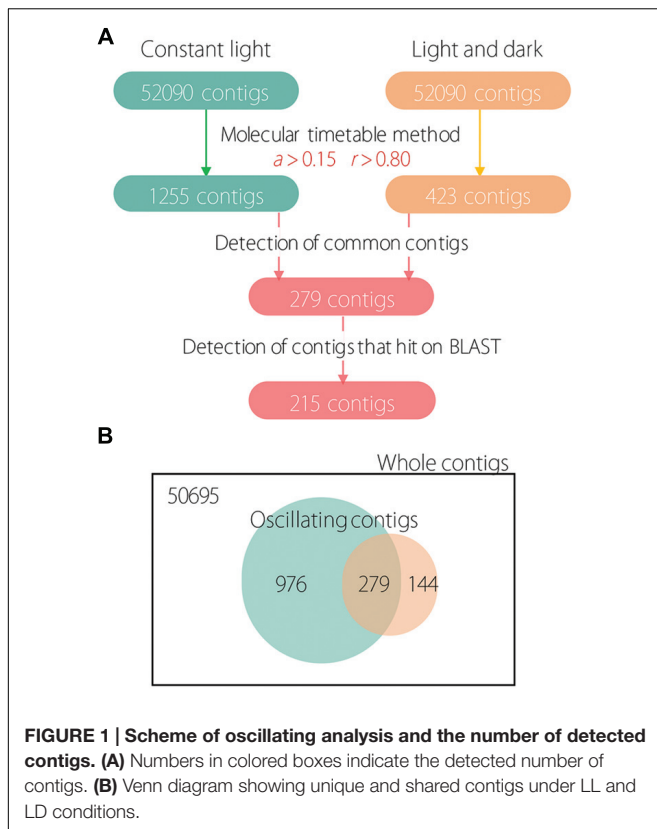 A
Constant light
Light and dark
52090 contigs
52090 contigs
Molecular timetable method
a > 0.15 r > 0.80
1255 contigs
423 contigs
Detection of common contigs
279 contigs
Detection of contigs that hit on BLAST
215 contigs
B
Whole contigs
50695
Oscillating contigs
976
279
144
FIGURE 1 | Scheme of oscillating analysis and the number of detected
contigs. (A) Numbers in colored boxes indicate the detected number of
contigs. (B) Venn diagram showing unique and shared contigs under LL and
LD conditions.